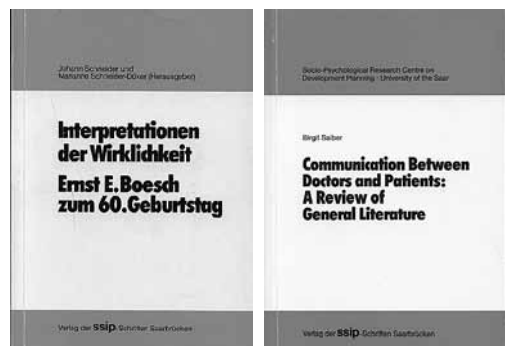 Johann Schneider und
Marianne Schneider-Düker (Herausgeber)
Interpretationen
der Wirklichkeit
Ernst E. Boesch
zum 60. Geburtstag
Verlag der ssip-Schriften Saarbrücken
Socio-Psychological Research Centre on
Development Planning · University of the Saar
Birgit Saiber
Communication Between
Doctors and Patients:
A Review of
General Literature
Verlag der ssip-Schriften Saarbrücken